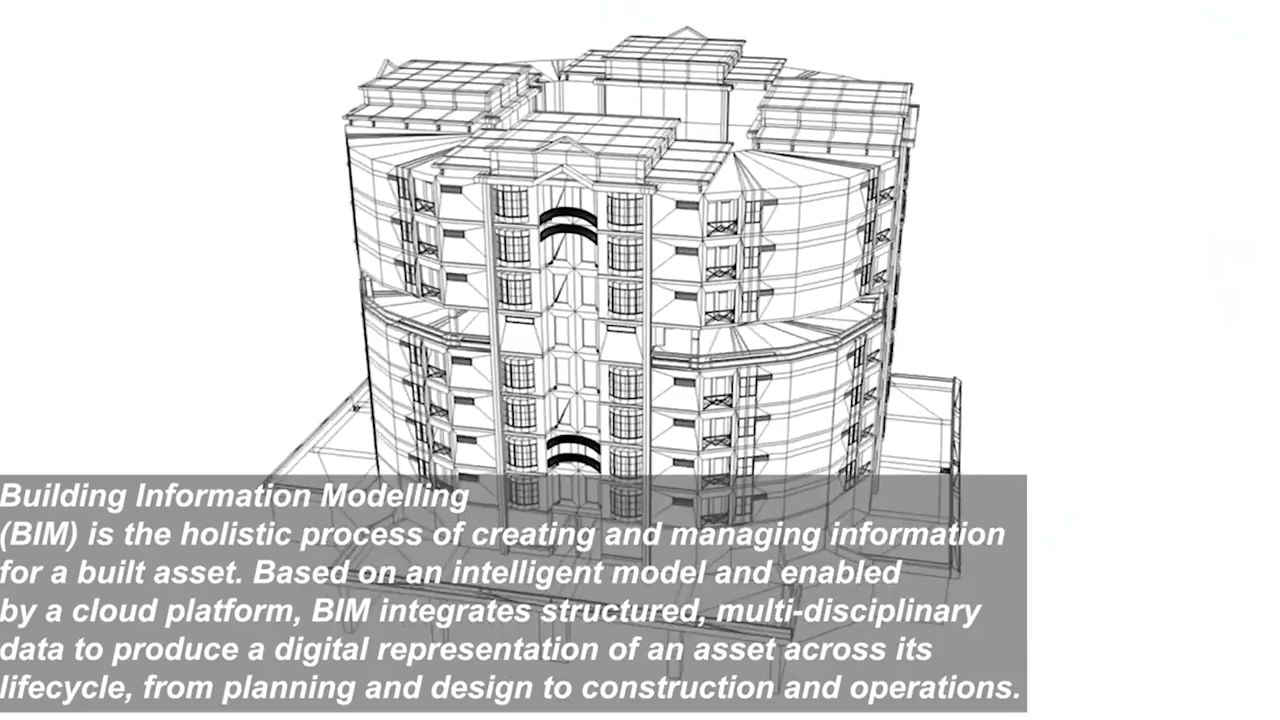 Building Information Modelling
(BIM) is the holistic process of creating and managing information
for a built asset. Based on an intelligent model and enabled
by a cloud platform, BIM integrates structured, multi-disciplinary
data to produce a digital representation of an asset across its
lifecycle, from planning and design to construction and operations.